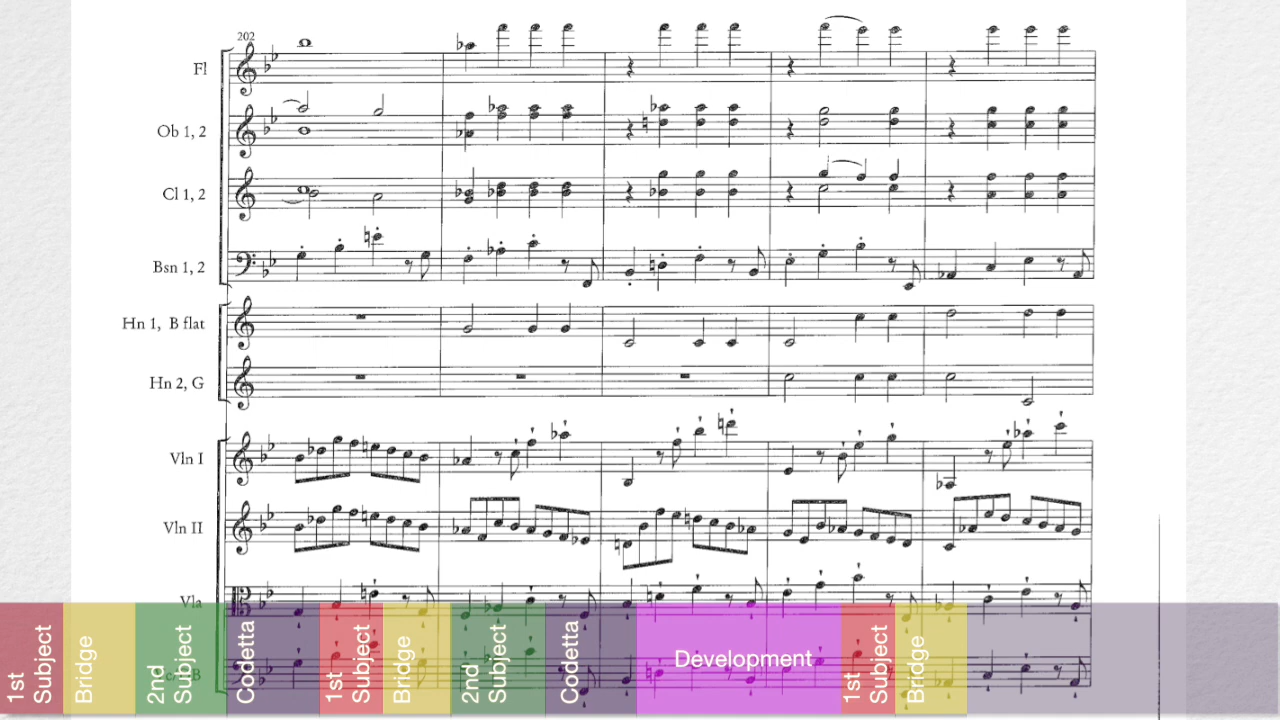 202
Fl
Ob 1, 2
Cl 1, 2
Bsn 1, 2
Hn 1, B flat
Hn 2, G
Vln I
Vln II
Vla
1st
Subject
Bridge
2nd
Subject
Codetta
1st
Subject
Bridge
2nd
Subject
Codetta
Development
1st
Subject
Bridge